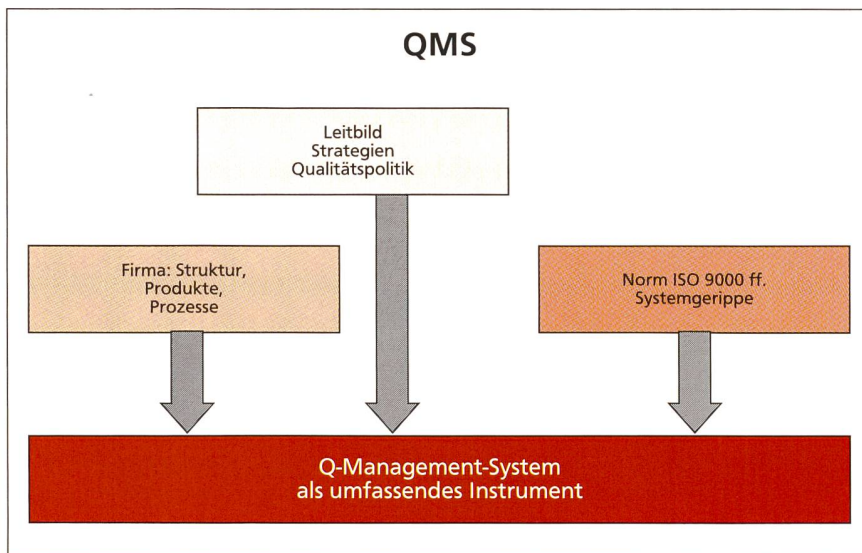 QMS
Leitbild
Strategien
Qualitätspolitik
Firma: Struktur,
Produkte,
Prozesse
Norm ISO 9000 ff.
Systemgerippe
Q-Management-System
als umfassendes Instrument